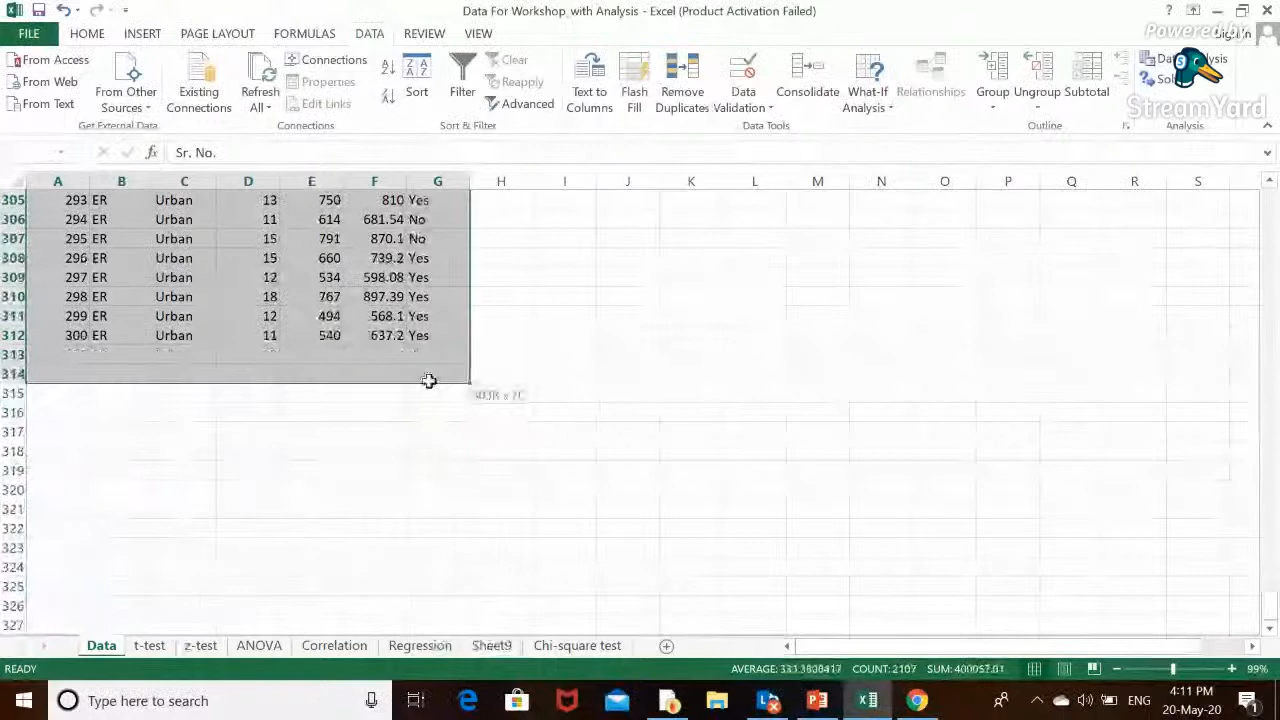 Data For Workshop with Analysis - Excel (Product Activation Failed)
FILE HOME INSERT PAGE LAYOUT FORMULAS DATA REVIEW VIEW
Powered by
StreamYard
From Access
From Web
From Text
From Other Sources
Existing Connections
Refresh All
Connections
Properties
Edit Links
Sort
Filter
Clear
Reapply
Advanced
Text to Columns
Flash Fill
Remove Duplicates
Data Validation
Consolidate
What-If Analysis
Relationships
Group
Ungroup
Subtotal
Get External Data
Connections
Sort & Filter
Data Tools
Outline
Analysis
fx Sr. No.
A B C D E F G H I J K L M N O P Q R S
305 293 ER Urban 13 750 810 Yes
306 294 ER Urban 11 614 681.54 No
307 295 ER Urban 15 791 870.1 No
308 296 ER Urban 15 660 739.2 Yes
309 297 ER Urban 12 534 598.08 Yes
310 298 ER Urban 18 767 897.39 Yes
311 299 ER Urban 12 494 568.1 Yes
312 300 ER Urban 11 540 637.2 Yes
313
314
315
316
317
318
319
320
321
322
323
324
325
326
327
Data t-test z-test ANOVA Correlation Regression Sheet9 Chi-square test
READY COUNT: 2107 99%
Type here to search
ENG
4:11 PM
20-May-20